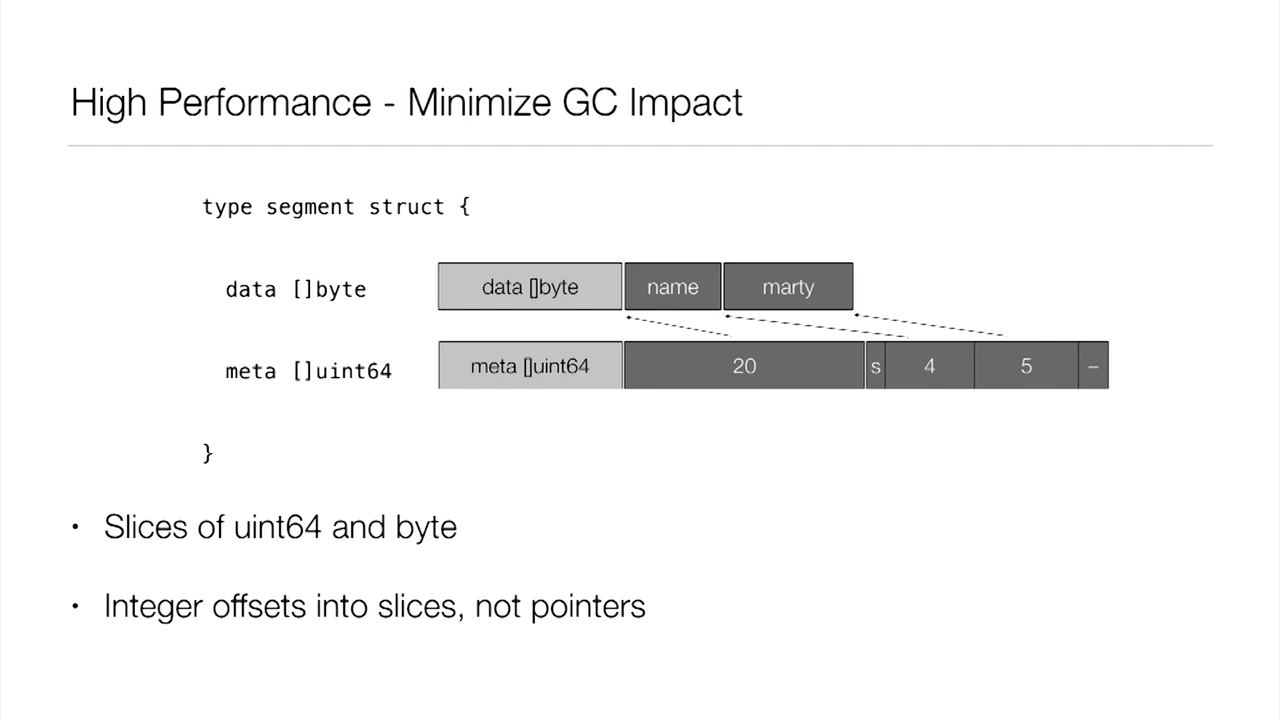 High Performance - Minimize GC Impact
type segment struct {
data []byte
data []byte name marty
meta []uint64
meta []uint64 20 s 4 5 –
}
• Slices of uint64 and byte
• Integer offsets into slices, not pointers